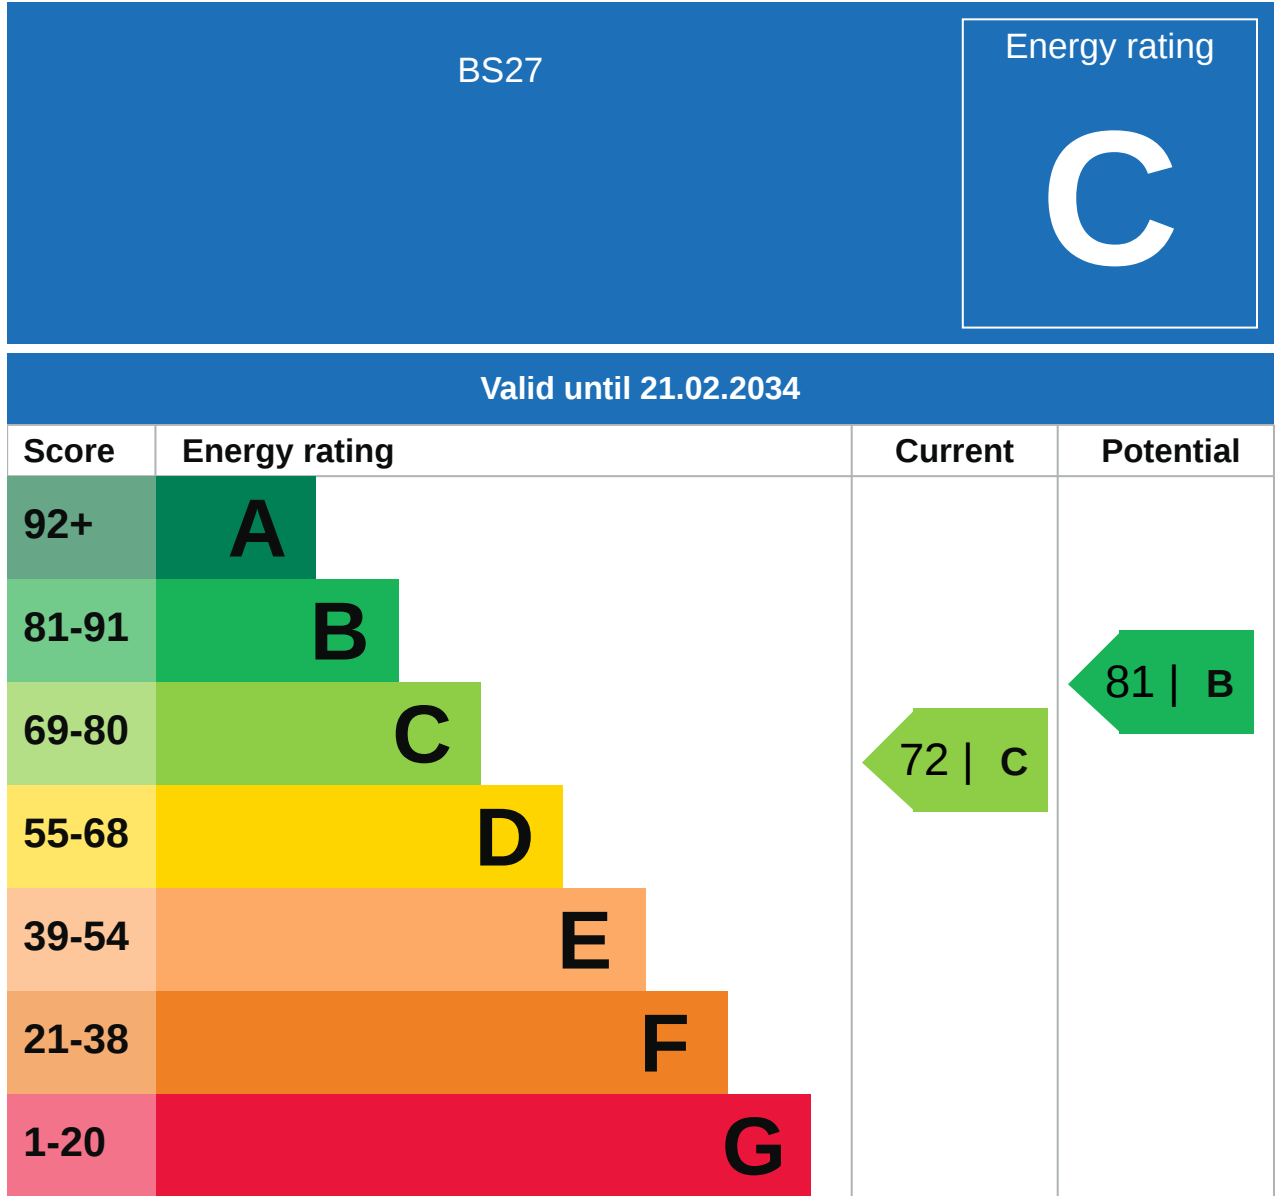 BS27
Energy rating
C
Valid until 21.02.2034
Score Energy rating Current Potential
92+ A
81-91 B
81 | B
69-80 C
72 | C
55-68 D
39-54 E
21-38 F
1-20 G